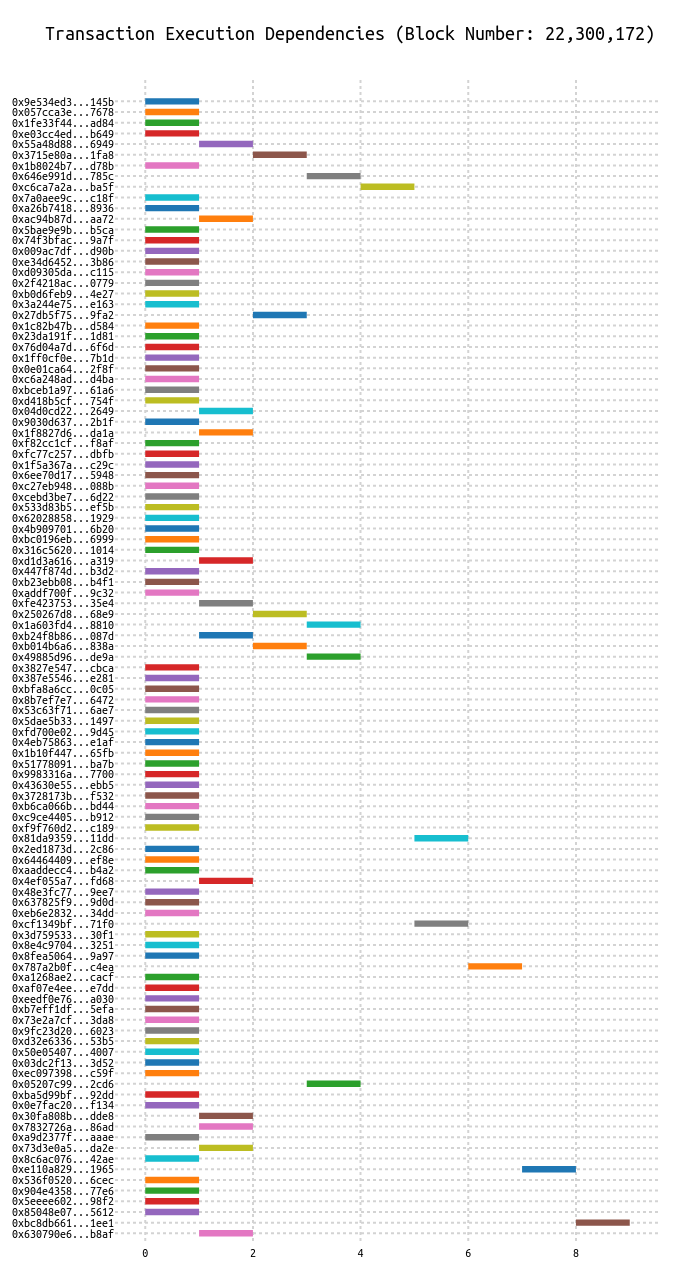 Transaction Execution Dependencies (Block Number: 22,300,172)
0x9e534ed3...145b
0x057cca3e...7678
0x1fe33f44...ad84
0xe03cc4ed...b649
0x55a48d88...6949
0x3715e80a...1fa8
0x1b8024b7...d78b
0x646e991d...785c
0xc6ca7a2a...ba5f
0x7a0aee9c...c18f
0xa26b7418...8936
0xac94b87d...aa72
0x5bae9e9b...b5ca
0x74f3bfac...9a7f
0x009ac7df...d90b
0xe34d6452...3b86
0xd09305da...c115
0x2f4218ac...0779
0xb0d6feb9...4e27
0x3a244e75...e163
0x27db5f75...9fa2
0x1c82b47b...d584
0x23da191f...1d81
0x76d04a7d...6f6d
0x1ff0cf0e...7b1d
0x0e01ca64...2f8f
0xc6a248ad...d4ba
0xbceb1a97...61a6
0xd418b5cf...754f
0x04d0cd22...2649
0x9030d637...2b1f
0x1f8827d6...da1a
0xf82cc1cf...f8af
0xfc77c257...dbfb
0x1f5a367a...c29c
0x6ee70d17...5948
0xc27eb948...088b
0xcebd3be7...6d22
0x533d83b5...ef5b
0x62028858...1929
0x4b909701...6b20
0xbc0196eb...6999
0x316c5620...1014
0xd1d3a616...a319
0x447f874d...b3d2
0xb23ebb08...b4f1
0xaddf700f...9c32
0xfe423753...35e4
0x250267d8...68e9
0x1a603fd4...8810
0xb24f8b86...087d
0xb014b6a6...838a
0x49885d96...de9a
0x3827e547...cbca
0x387e5546...e281
0xbfa8a6cc...0c05
0x8b7ef7e7...6472
0x53c63f71...6ae7
0x5dae5b33...1497
0xfd700e02...9d45
0x4eb75863...e1af
0x1b10f447...65fb
0x51778091...ba7b
0x9983316a...7700
0x43630e55...ebb5
0x3728173b...f532
0xb6ca066b...bd44
0xc9ce4405...b912
0xf9f760d2...c189
0x81da9359...11dd
0x2ed1873d...2c86
0x64464409...ef8e
0xaaddecc4...b4a2
0x4ef055a7...fd68
0x48e3fc77...9ee7
0x637825f9...9d0d
0xeb6e2832...34dd
0xcf1349bf...71f0
0x3d759533...30f1
0x8e4c9704...3251
0x8fea5064...9a97
0x787a2b0f...c4ea
0xa1268ae2...cacf
0xaf07e4ee...e7dd
0xeedf0e76...a030
0xb7eff1df...5efa
0x73e2a7cf...3da8
0x9fc23d20...6023
0xd32e6336...53b5
0x50e05407...4007
0x03dc2f13...3d52
0xec097398...c59f
0x05207c99...2cd6
0xba5d99bf...92dd
0x0e7fac20...f134
0x30fa808b...dde8
0x7832726a...86ad
0xa9d2377f...aaae
0x73d3e0a5...da2e
0x8c6ac076...42ae
0xe110a829...1965
0x536f0520...6cec
0x904e4358...77e6
0x5eeee602...98f2
0x85048e07...5612
0xbc8db661...1ee1
0x630790e6...b8af
0 2 4 6 8